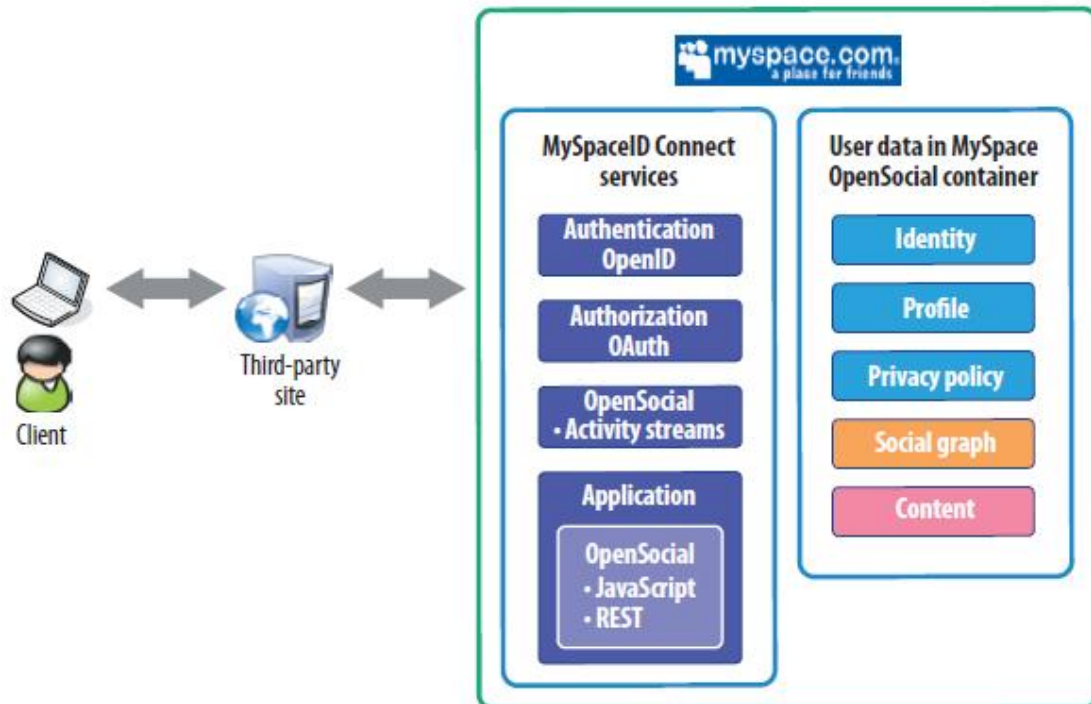 myspace.com.
a place for friends
MySpaceID Connect
services
Authentication
OpenID
Authorization
OAuth
OpenSocial
• Activity streams
Application
OpenSocial
• JavaScript
• REST
User data in MySpace
OpenSocial container
Identity
Profile
Privacy policy
Social graph
Content
Third-party
site
Client